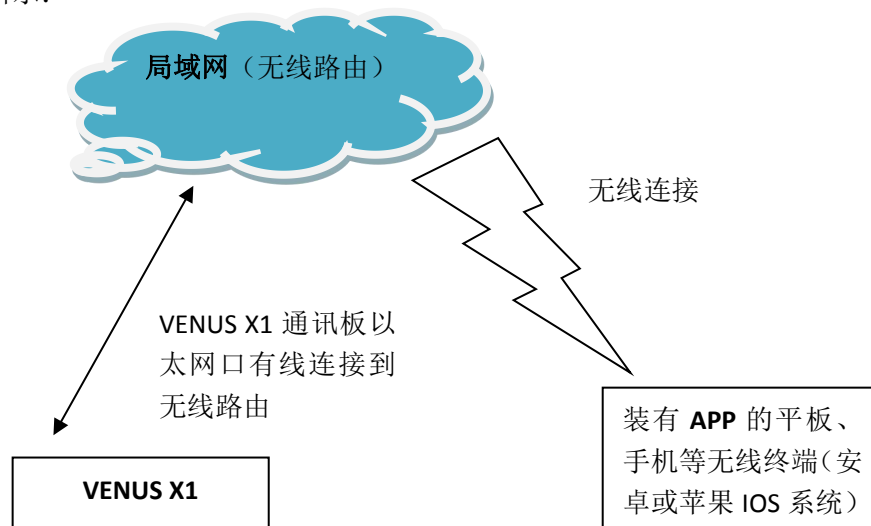 局域网（无线路由）
无线连接
VENUS X1 通讯板以
太网口有线连接到
无线路由
装有 APP 的平板、
手机等无线终端（安
卓或苹果 IOS 系统）
VENUS X1